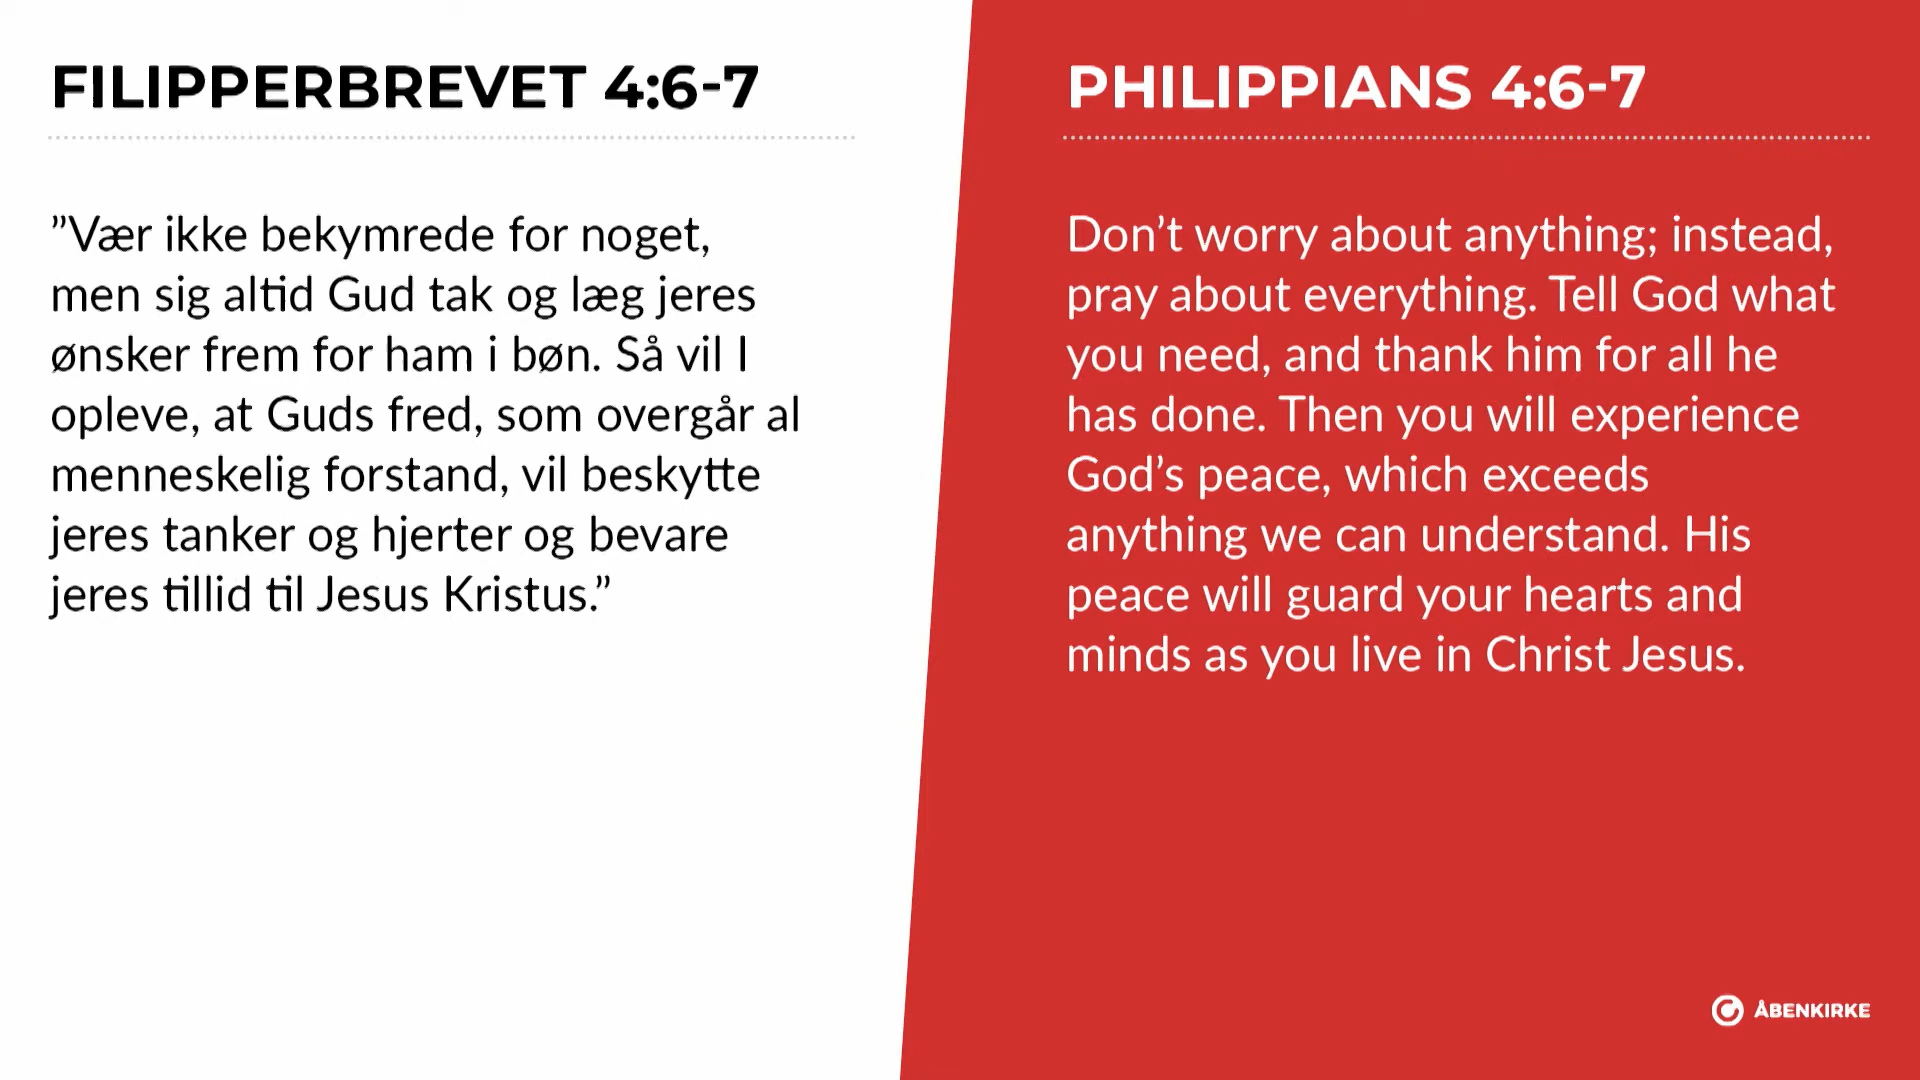 FILIPPERBREVET 4:6-7
”Vær ikke bekymrede for noget,
men sig altid Gud tak og læg jeres
ønsker frem for ham i bøn. Så vil I
opleve, at Guds fred, som overgår al
menneskelig forstand, vil beskytte
jeres tanker og hjerter og bevare
jeres tillid til Jesus Kristus.”
PHILIPPIANS 4:6-7
Don’t worry about anything; instead,
pray about everything. Tell God what
you need, and thank him for all he
has done. Then you will experience
God’s peace, which exceeds
anything we can understand. His
peace will guard your hearts and
minds as you live in Christ Jesus.
ÅBENKIRKE